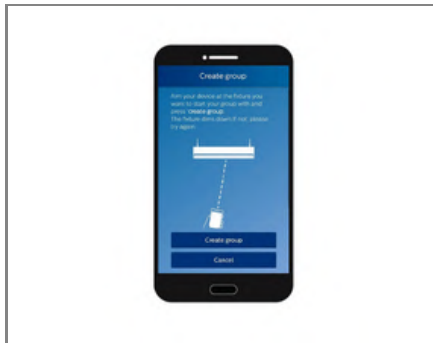 Create group
Aim your device at the fixture you
want to start your group with and
press 'create group'.
The fixture dims down if not, please
try again.
Create group
Cancel